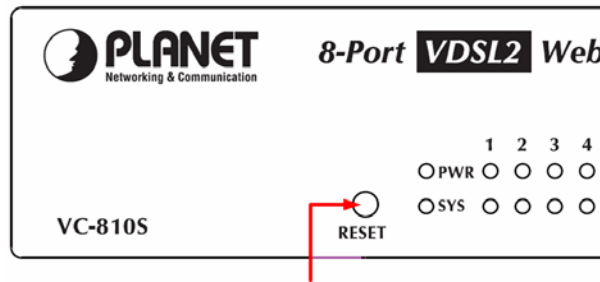 PLANET
Networking & Communication
8-Port VDSL2 Web
1 2 3 4
PWR
SYS
RESET
VC-810S